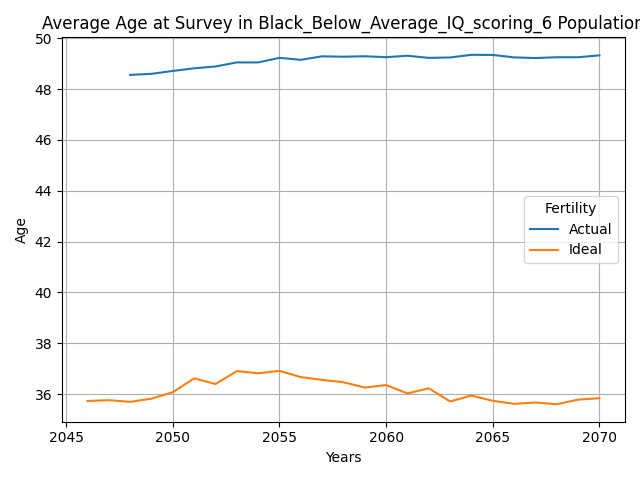 Average Age at Survey in Black_Below_Average_IQ_scoring_6 Population
50
48
46
44
42
40
38
36
Age
Fertility
Actual
Ideal
2045
2050
2055
2060
2065
2070
Years